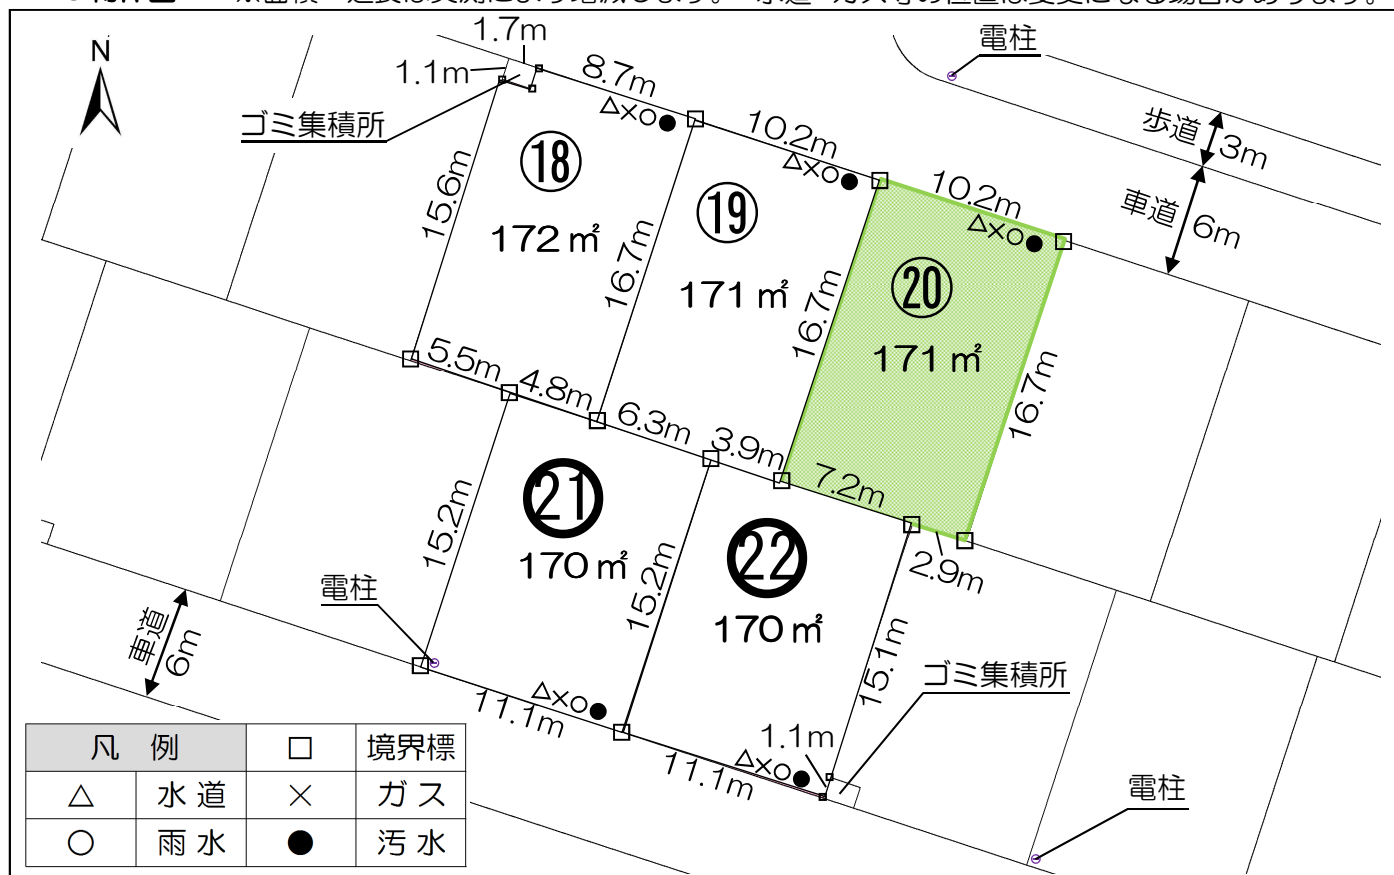 N
1.7m
1.1m
8.7m
ゴミ集積所
電柱
歩道 3m
車道 6m
10.2m
△×○●
⑱
172㎡
15.6m
16.7m
△×○●
⑲
171㎡
10.2m
△×○●
⑳
171㎡
16.7m
16.7m
5.5m
4.8m
6.3m
3.9m
7.2m
2.9m
㉑
170㎡
15.2m
15.2m
㉒
170㎡
15.1m
電柱
車道 6m
11.1m
△×○●
11.1m
△×○●
1.1m
ゴミ集積所
電柱
凡例 □ 境界標
△ 水道 × ガス
○ 雨水 ● 汚水